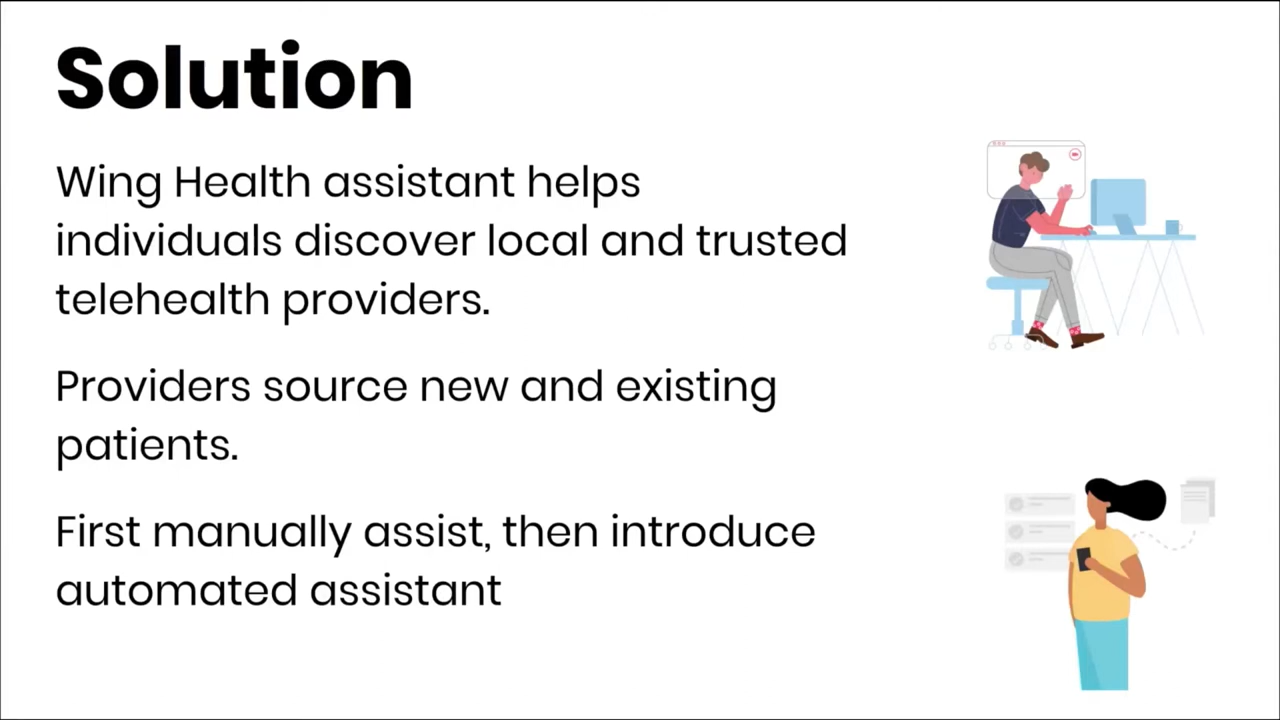 Solution
Wing Health assistant helps
individuals discover local and trusted
telehealth providers.
Providers source new and existing
patients.
First manually assist, then introduce
automated assistant